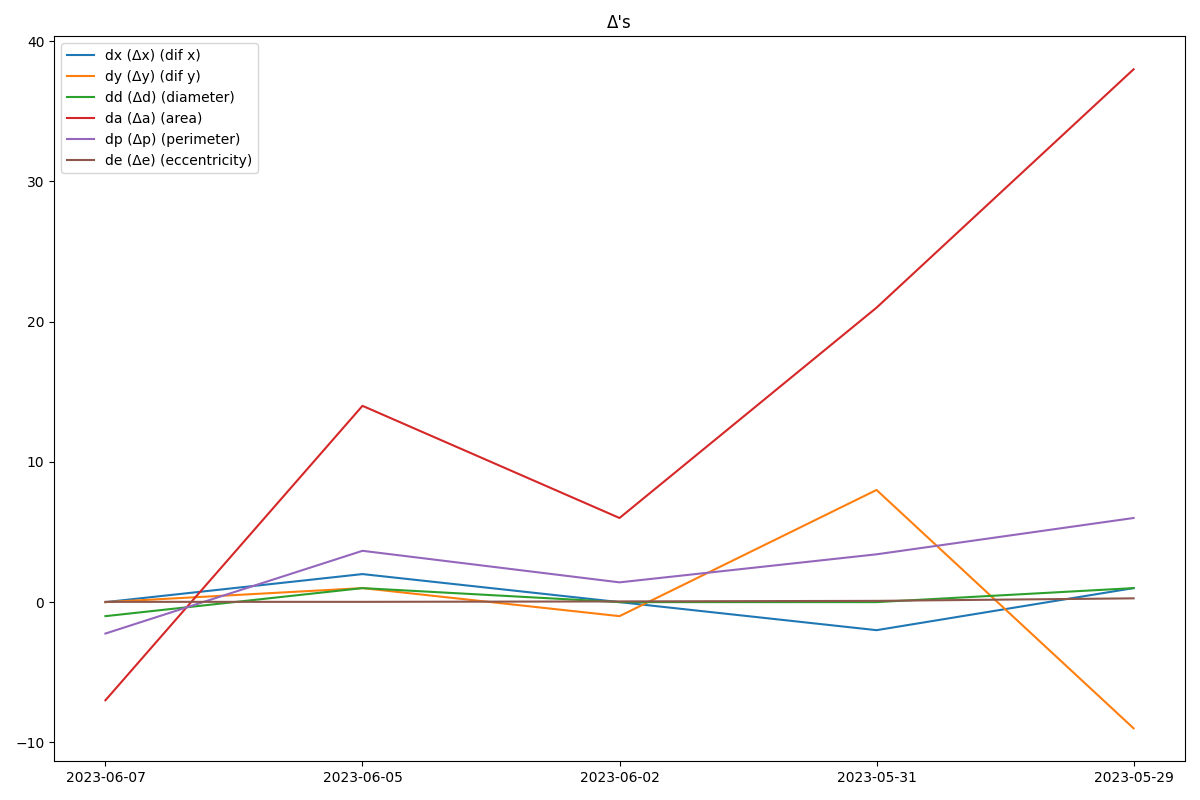 Δ's
dx (Δx) (dif x)
dy (Δy) (dif y)
dd (Δd) (diameter)
da (Δa) (area)
dp (Δp) (perimeter)
de (Δe) (eccentricity)
40
30
20
10
0
−10
2023-06-07 2023-06-05 2023-06-02 2023-05-31 2023-05-29